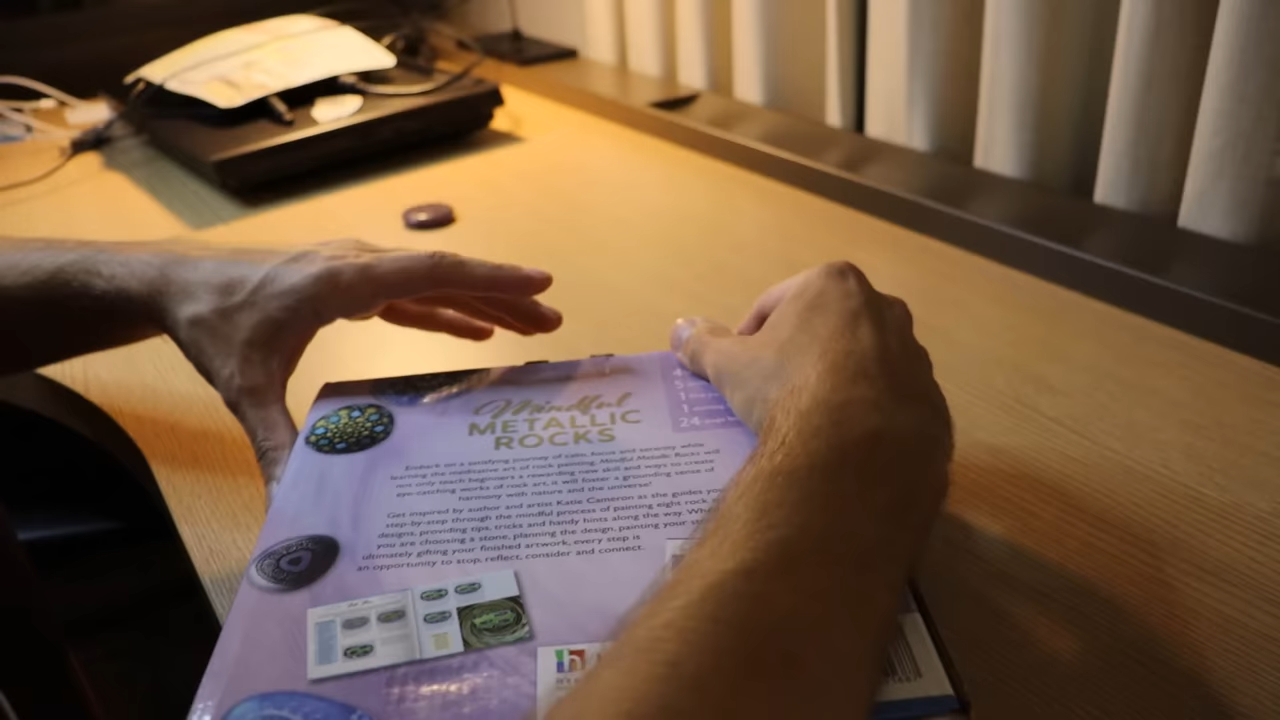 Mindful
METALLIC
ROCKS
Embark on a satisfying journey of calm, focus and serenity while
learning the meditative art of rock painting. Mindful Metallic Rocks will
not only teach beginners a rewarding new skill and ways to create
eye-catching works of rock art, it will foster a grounding sense of
harmony with nature and the universe!
Get inspired by author and artist Katie Cameron as she guides you
step-by-step through the mindful process of painting eight rock
designs, providing tips, tricks and handy hints along the way.
you are choosing a stone, planning the design, painting your
ultimately gifting your finished artwork, every step is
an opportunity to stop, reflect, consider and connect.
4
5
1
1
24
h